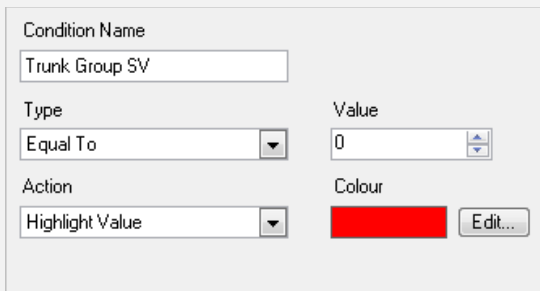 Condition Name
Trunk Group SV
Type Value
Equal To 0
Action Colour
Highlight Value Edit...